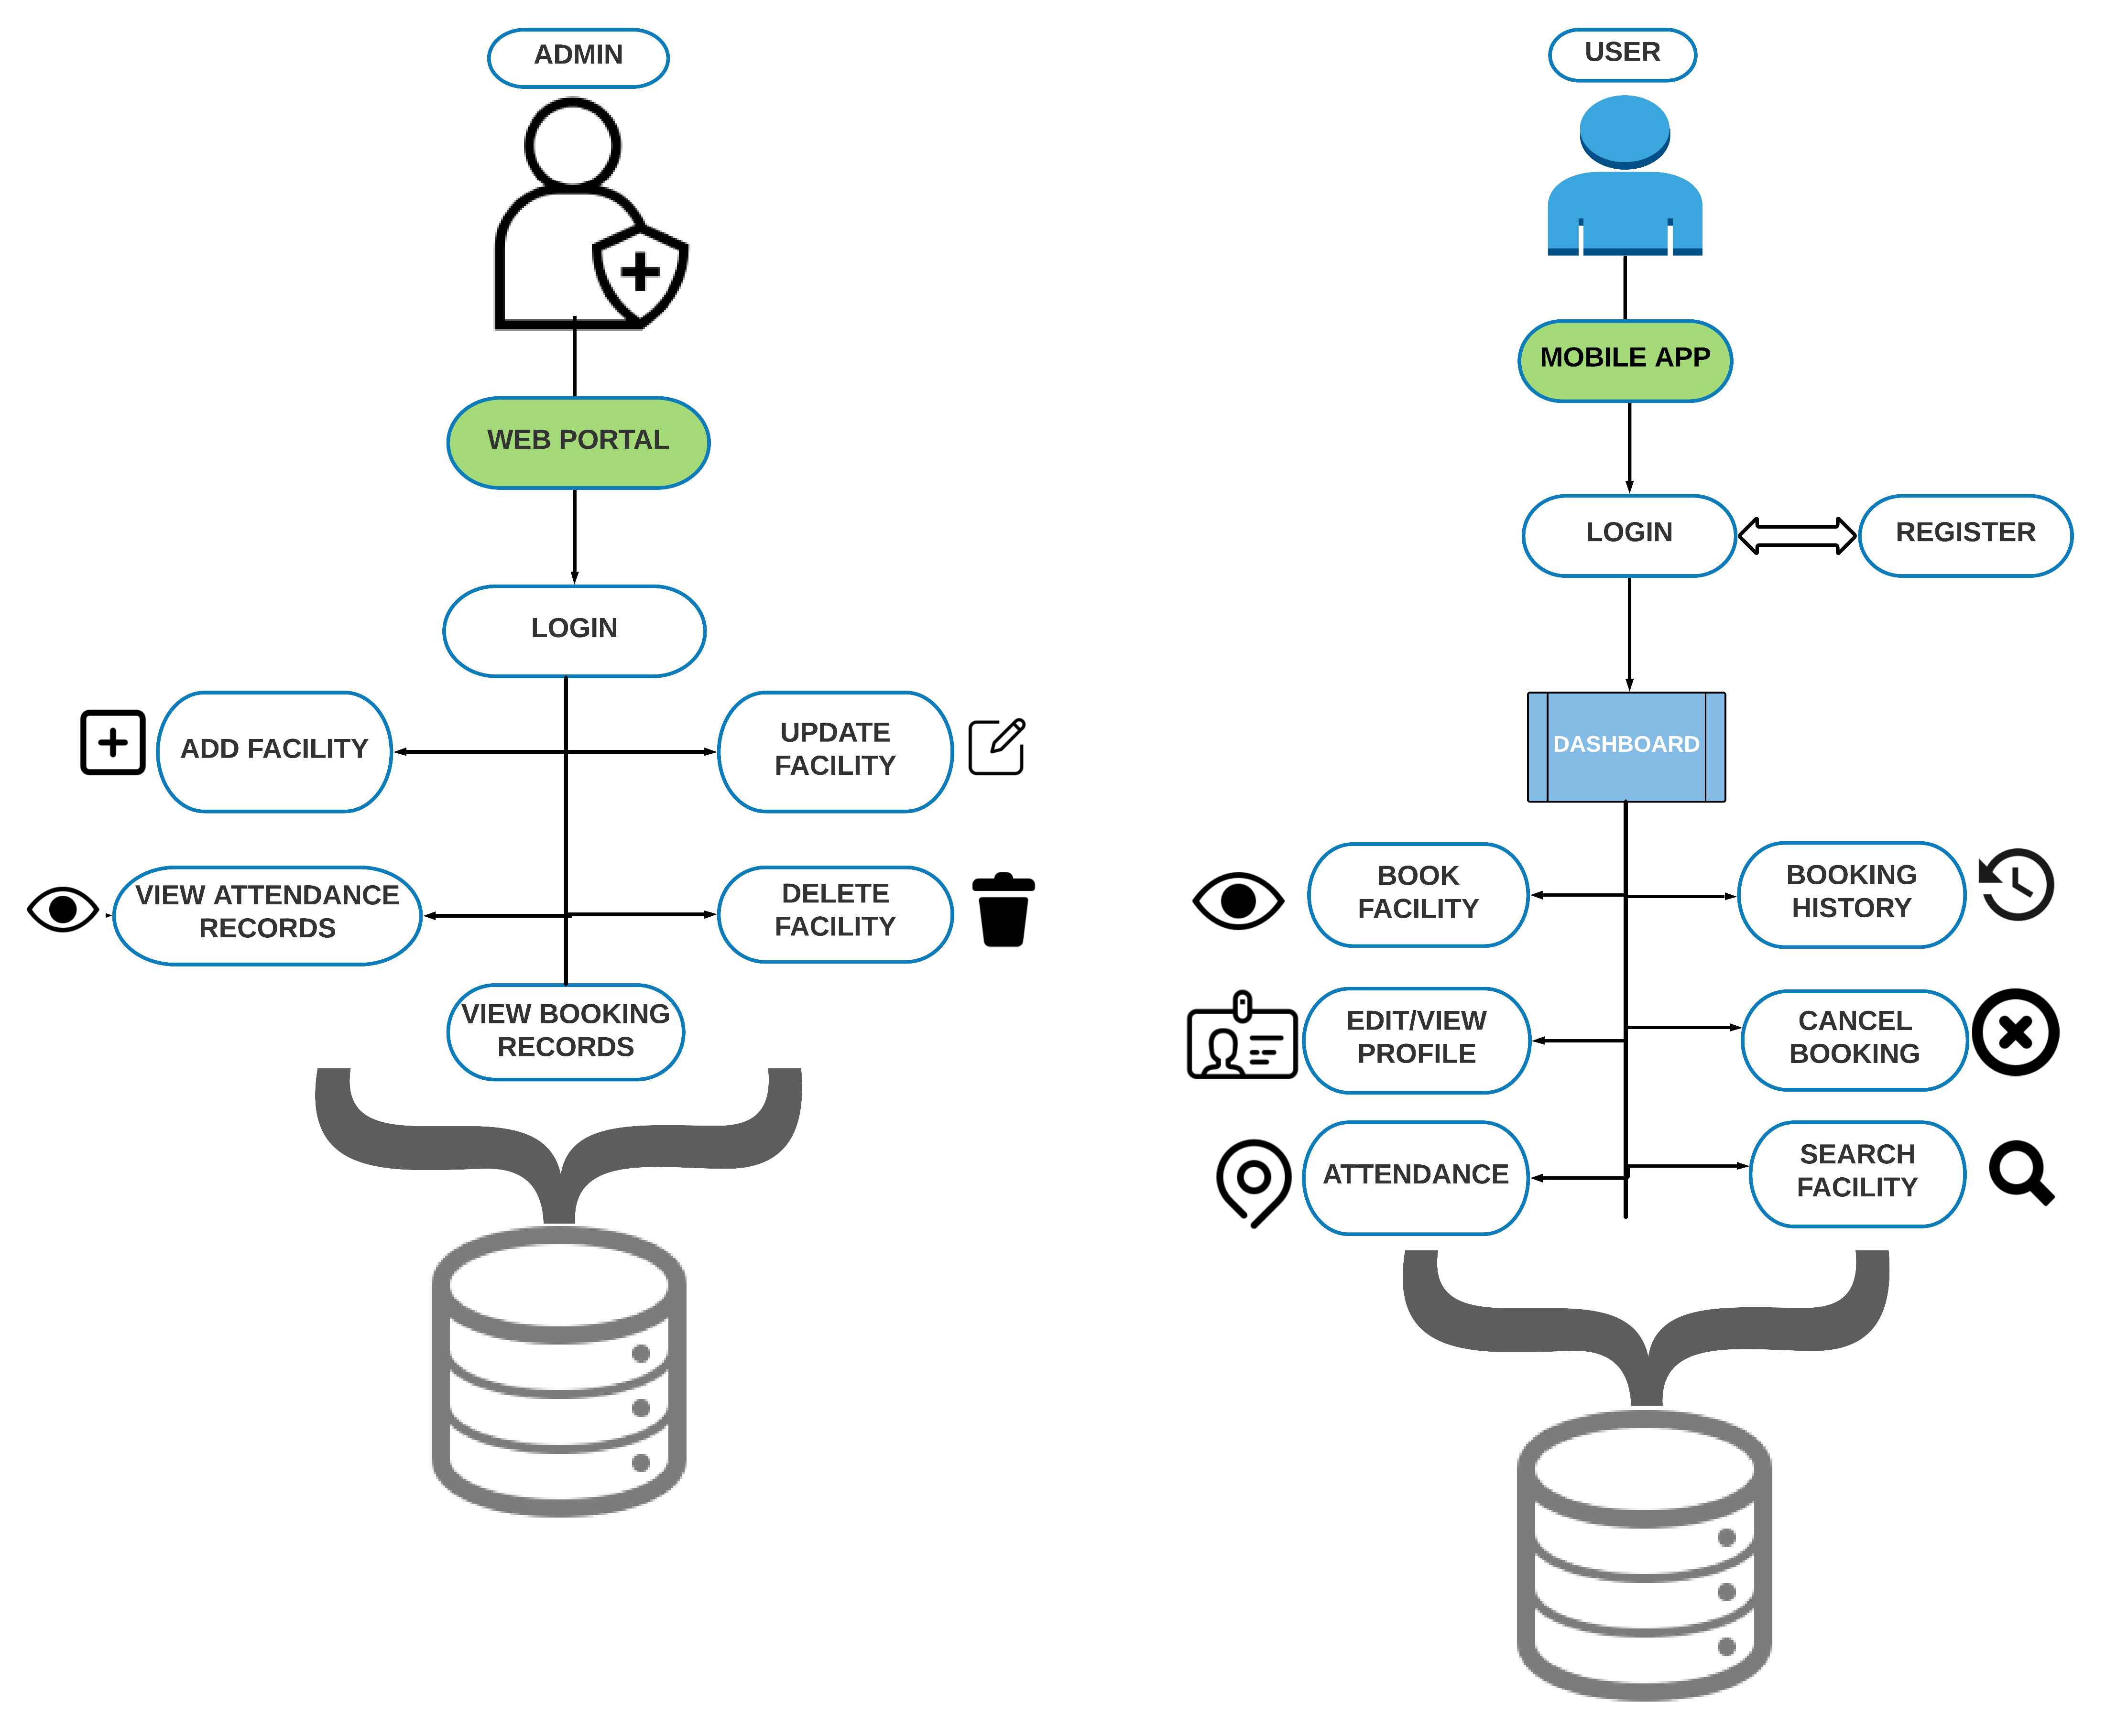 ADMIN
WEB PORTAL
LOGIN
ADD FACILITY
UPDATE
FACILITY
VIEW ATTENDANCE
RECORDS
DELETE
FACILITY
VIEW BOOKING
RECORDS
USER
MOBILE APP
LOGIN
REGISTER
DASHBOARD
BOOK
FACILITY
BOOKING
HISTORY
EDIT/VIEW
PROFILE
CANCEL
BOOKING
ATTENDANCE
SEARCH
FACILITY